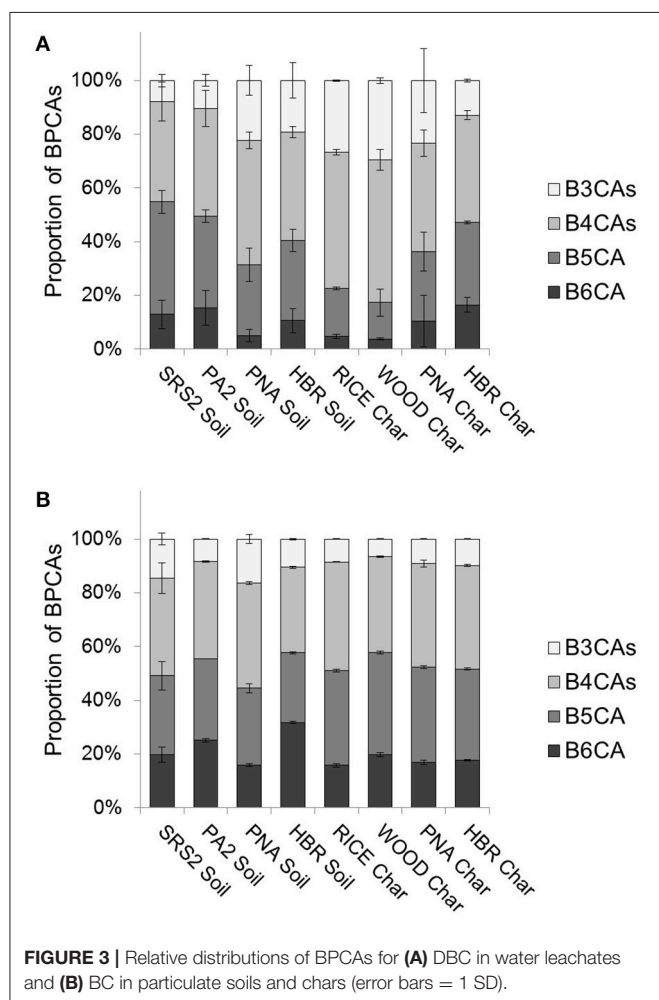 A
Proportion of BPCAs
100%
80%
60%
40%
20%
0%
SRS2 Soil
PA2 Soil
PNA Soil
HBR Soil
RICE Char
WOOD Char
PNA Char
HBR Char
B3CAs
B4CAs
B5CA
B6CA
B
Proportion of BPCAs
100%
80%
60%
40%
20%
0%
SRS2 Soil
PA2 Soil
PNA Soil
HBR Soil
RICE Char
WOOD Char
PNA Char
HBR Char
B3CAs
B4CAs
B5CA
B6CA
FIGURE 3 | Relative distributions of BPCAs for (A) DBC in water leachates
and (B) BC in particulate soils and chars (error bars = 1 SD).